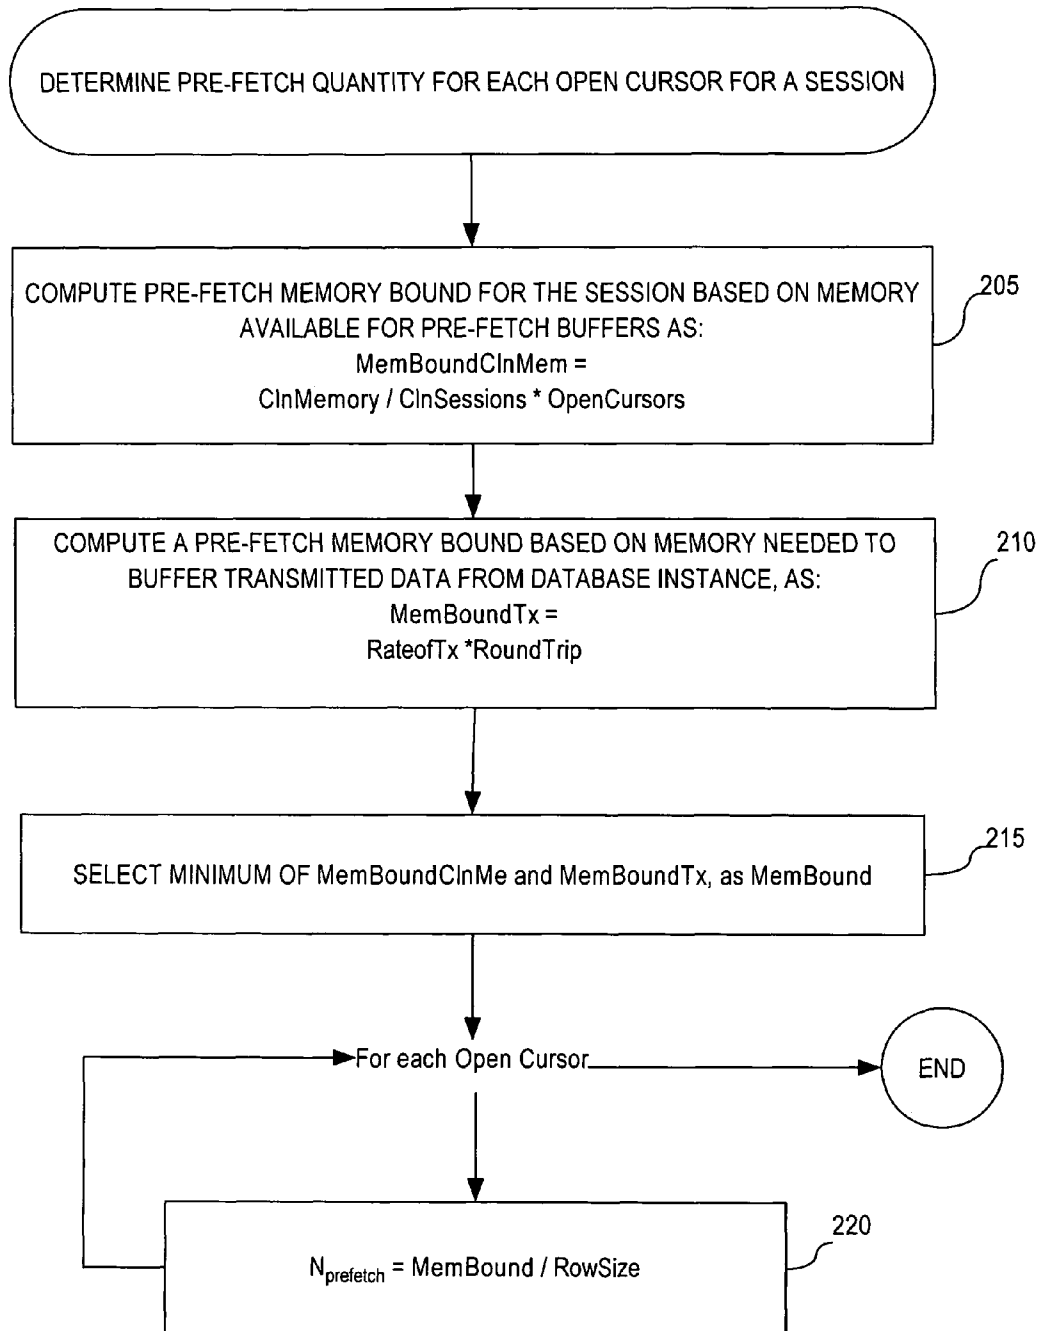 DETERMINE PRE-FETCH QUANTITY FOR EACH OPEN CURSOR FOR A SESSION
COMPUTE PRE-FETCH MEMORY BOUND FOR THE SESSION BASED ON MEMORY
AVAILABLE FOR PRE-FETCH BUFFERS AS:
MemBoundClnMem =
ClnMemory / ClnSessions * OpenCursors
205
COMPUTE A PRE-FETCH MEMORY BOUND BASED ON MEMORY NEEDED TO
BUFFER TRANSMITTED DATA FROM DATABASE INSTANCE, AS:
MemBoundTx =
RateofTx *RoundTrip
210
SELECT MINIMUM OF MemBoundClnMe and MemBoundTx, as MemBound
215
For each Open Cursor
END
Nprefetch = MemBound / RowSize
220